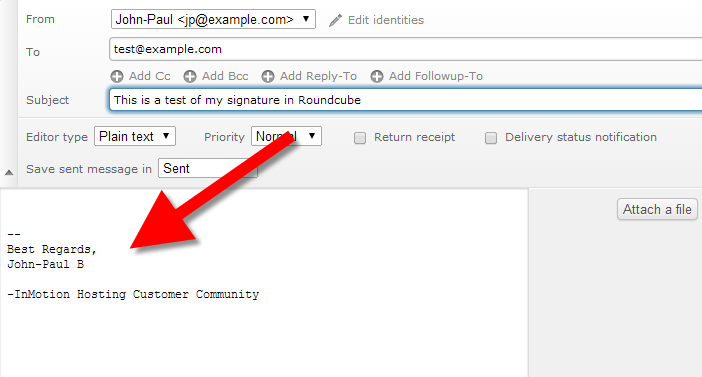 From John-Paul <jp@example.com> Edit identities
To test@example.com
Add Cc Add Bcc Add Reply-To Add Followup-To
Subject This is a test of my signature in Roundcube
Editor type Plain text Priority Normal Return receipt Delivery status notification
Save sent message in Sent
Attach a file
--
Best Regards,
John-Paul B
-InMotion Hosting Customer Community